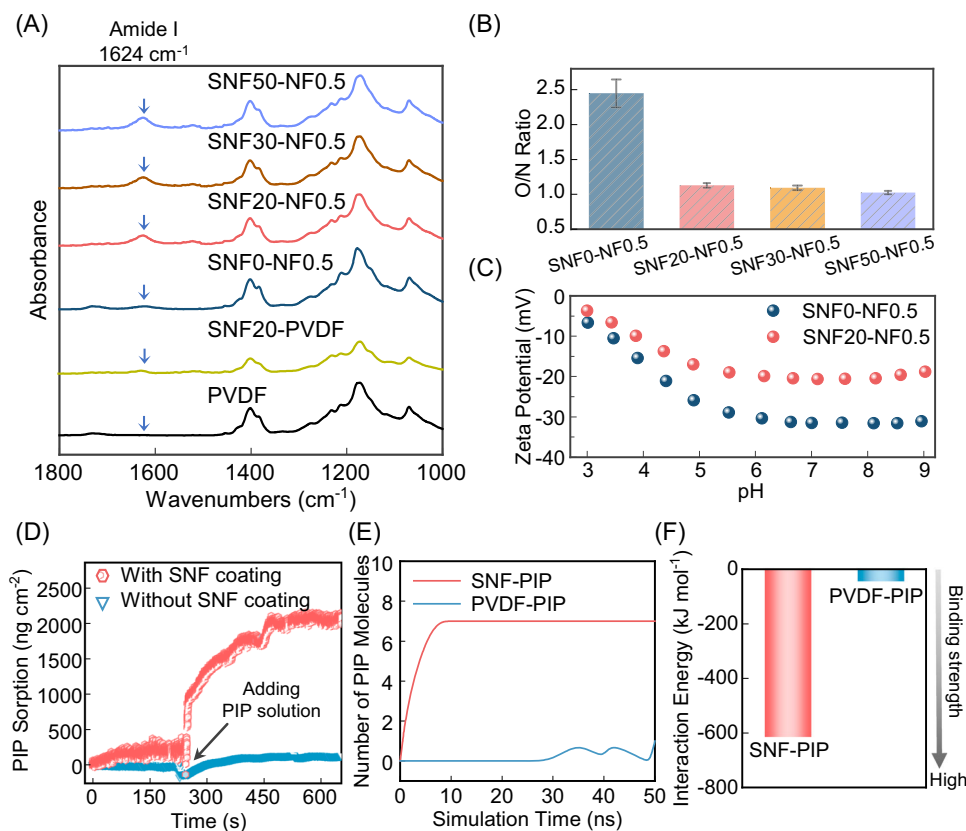 (A)
Amide I
1624 cm⁻¹
SNF50-NF0.5
SNF30-NF0.5
SNF20-NF0.5
SNF0-NF0.5
SNF20-PVDF
PVDF
Absorbance
1800 1600 1400 1200 1000
Wavenumbers (cm⁻¹)
(B)
O/N Ratio
2.5
2.0
1.5
1.0
0.5
SNF0-NF0.5 SNF20-NF0.5 SNF30-NF0.5 SNF50-NF0.5
(C)
Zeta Potential (mV)
0
-10
-20
-30
-40
SNF0-NF0.5
SNF20-NF0.5
3 4 5 6 7 8 9
pH
(D)
PIP Sorption (ng cm⁻²)
2500
2000
1500
1000
500
0
With SNF coating
Without SNF coating
Adding
PIP solution
0 150 300 450 600
Time (s)
(E)
Number of PIP Molecules
10
8
6
4
2
0
SNF-PIP
PVDF-PIP
0 10 20 30 40 50
Simulation Time (ns)
(F)
Interaction Energy (kJ mol⁻¹)
0
-200
-400
-600
-800
PVDF-PIP
SNF-PIP
Binding strength
High